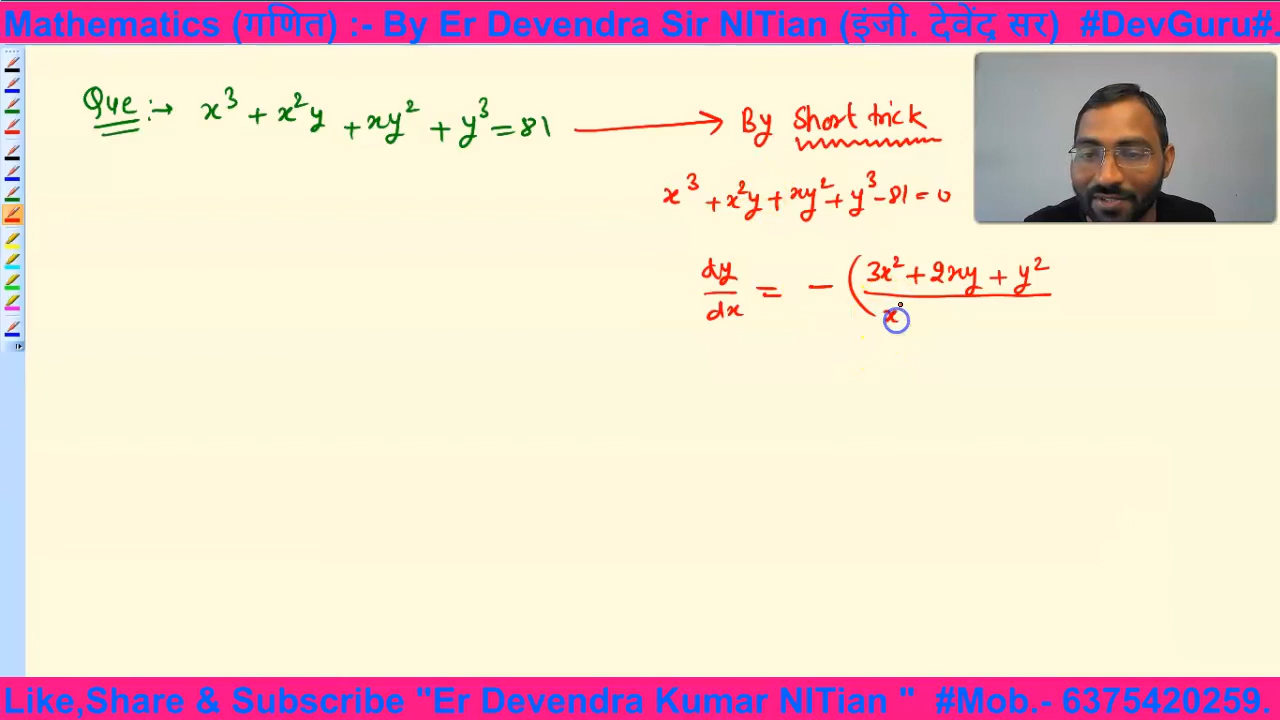 Mathematics (गणित) :- By Er Devendra Sir NITian (इंजी. देवेंद्र सर) #DevGuru#.
Que :→ x³ + x²y + xy² + y³ = 81 ⟶ By Short trick
x³ + x²y + xy² + y³ - 81 = 0
dy/dx = - (3x² + 2xy + y²
x
Like,Share & Subscribe "Er Devendra Kumar NITian " #Mob.- 6375420259.